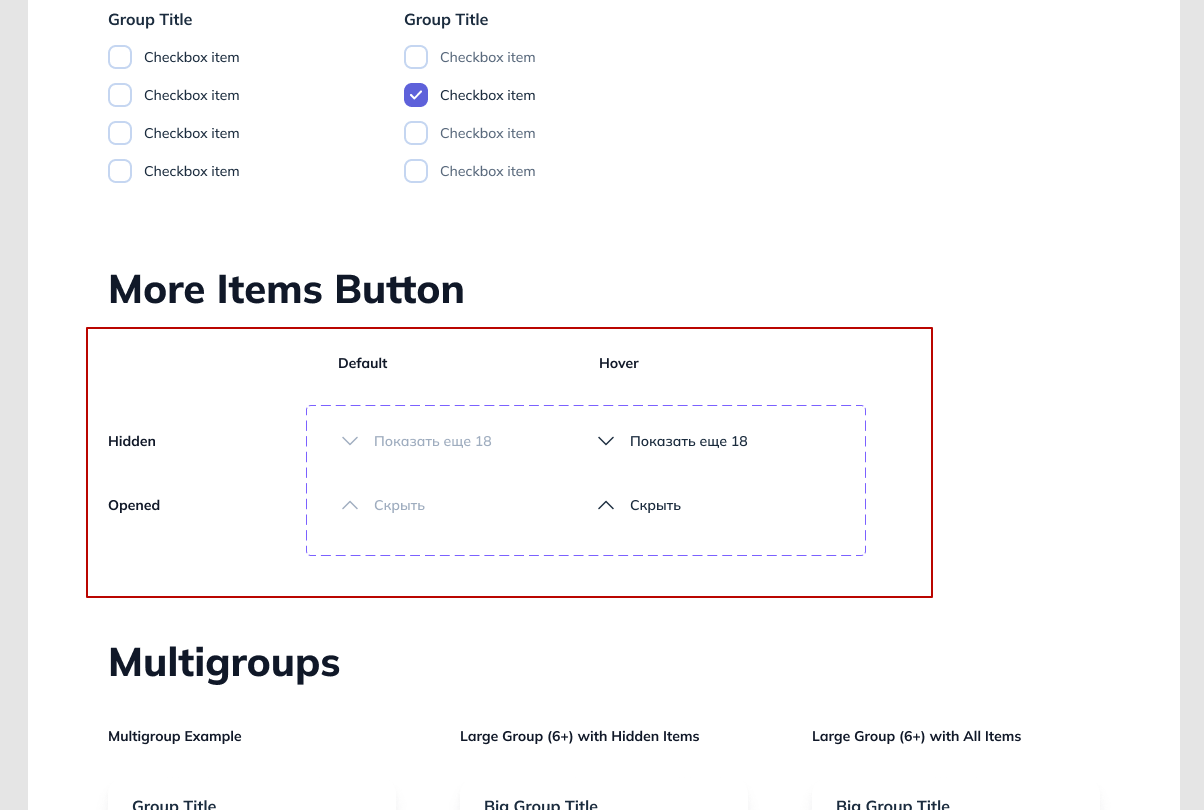 Group Title
Group Title
Checkbox item
Checkbox item
Checkbox item
Checkbox item
Checkbox item
Checkbox item
Checkbox item
Checkbox item
More Items Button
Default
Hover
Hidden
Показать еще 18
Показать еще 18
Opened
Скрыть
Скрыть
Multigroups
Multigroup Example
Large Group (6+) with Hidden Items
Large Group (6+) with All Items
Group Title
Big Group Title
Big Group Title